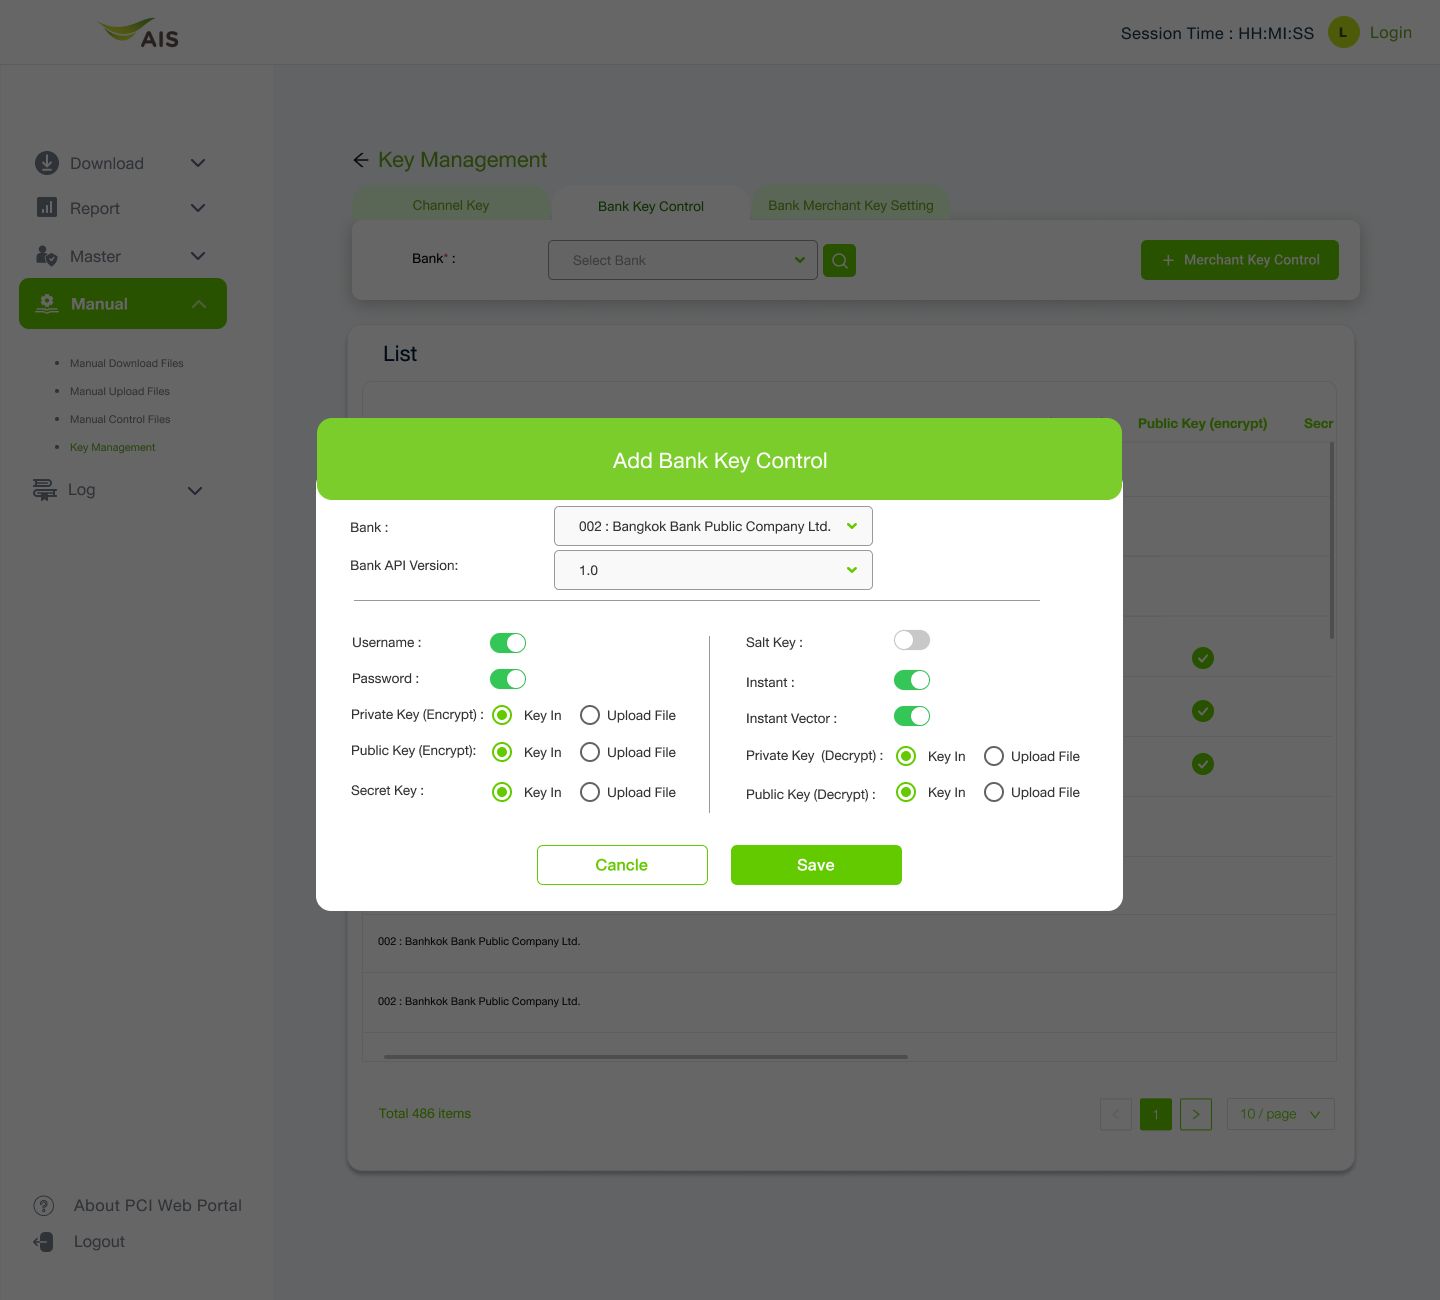 AIS
Session Time : HH:MI:SS
L
Login
Download
Report
Master
Manual
Manual Download Files
Manual Upload Files
Manual Control Files
Key Management
Log
About PCI Web Portal
Logout
Key Management
Channel Key
Bank Key Control
Bank Merchant Key Setting
Bank* :
Select Bank
+ Merchant Key Control
List
Public Key (encrypt)
Secr
Add Bank Key Control
Bank :
002 : Bangkok Bank Public Company Ltd.
Bank API Version:
1.0
Username :
Password :
Private Key (Encrypt) :
Key In
Upload File
Public Key (Encrypt):
Key In
Upload File
Secret Key :
Key In
Upload File
Salt Key :
Instant :
Instant Vector :
Private Key (Decrypt) :
Key In
Upload File
Public Key (Decrypt) :
Key In
Upload File
Cancle
Save
002 : Banhkok Bank Public Company Ltd.
002 : Banhkok Bank Public Company Ltd.
Total 486 items
< 1 >
10 / page